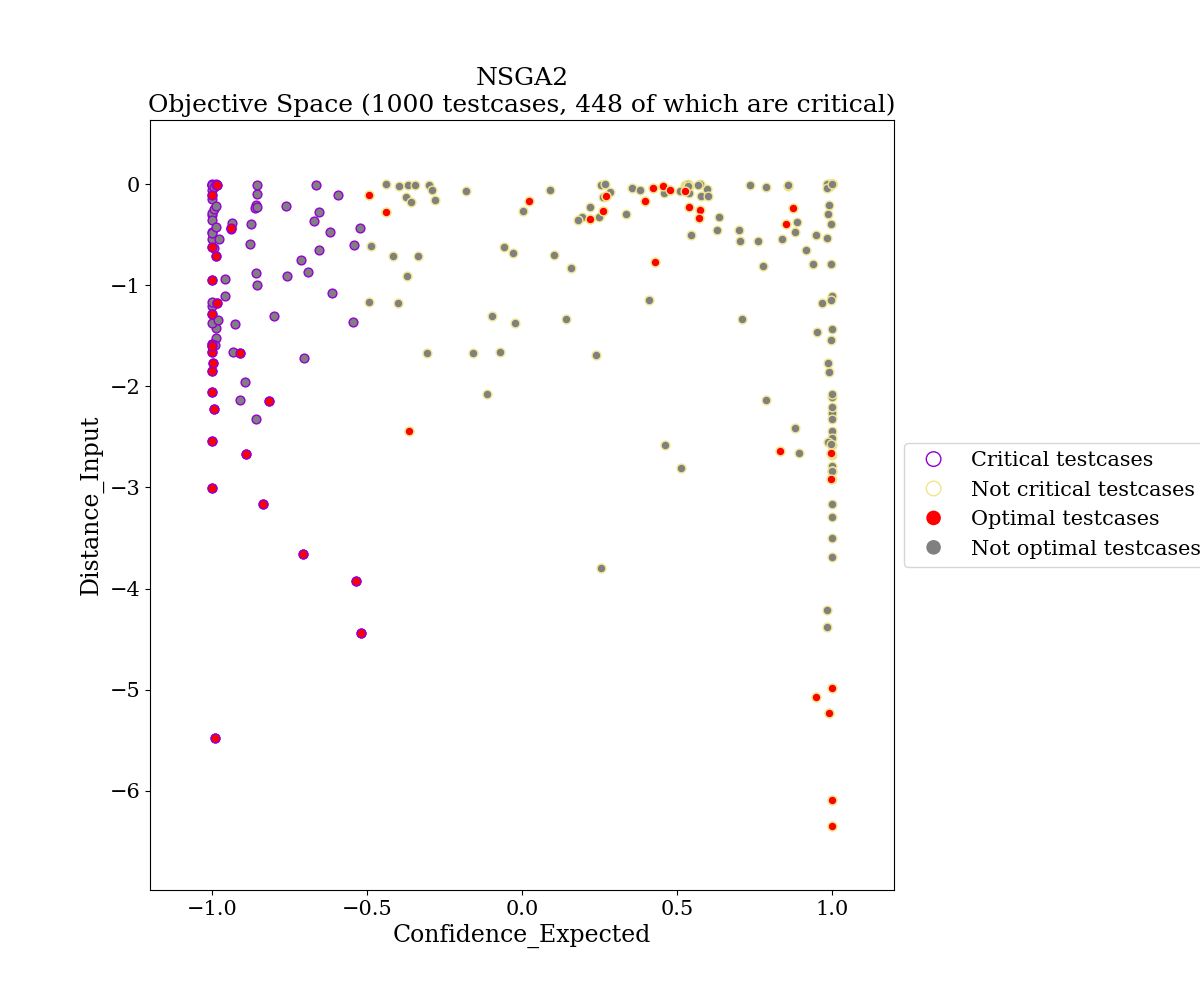 NSGA2
Objective Space (1000 testcases, 448 of which are critical)
0
−1
−2
−3
−4
−5
−6
Distance_Input
−1.0
−0.5
0.0
0.5
1.0
Confidence_Expected
Critical testcases
Not critical testcases
Optimal testcases
Not optimal testcases